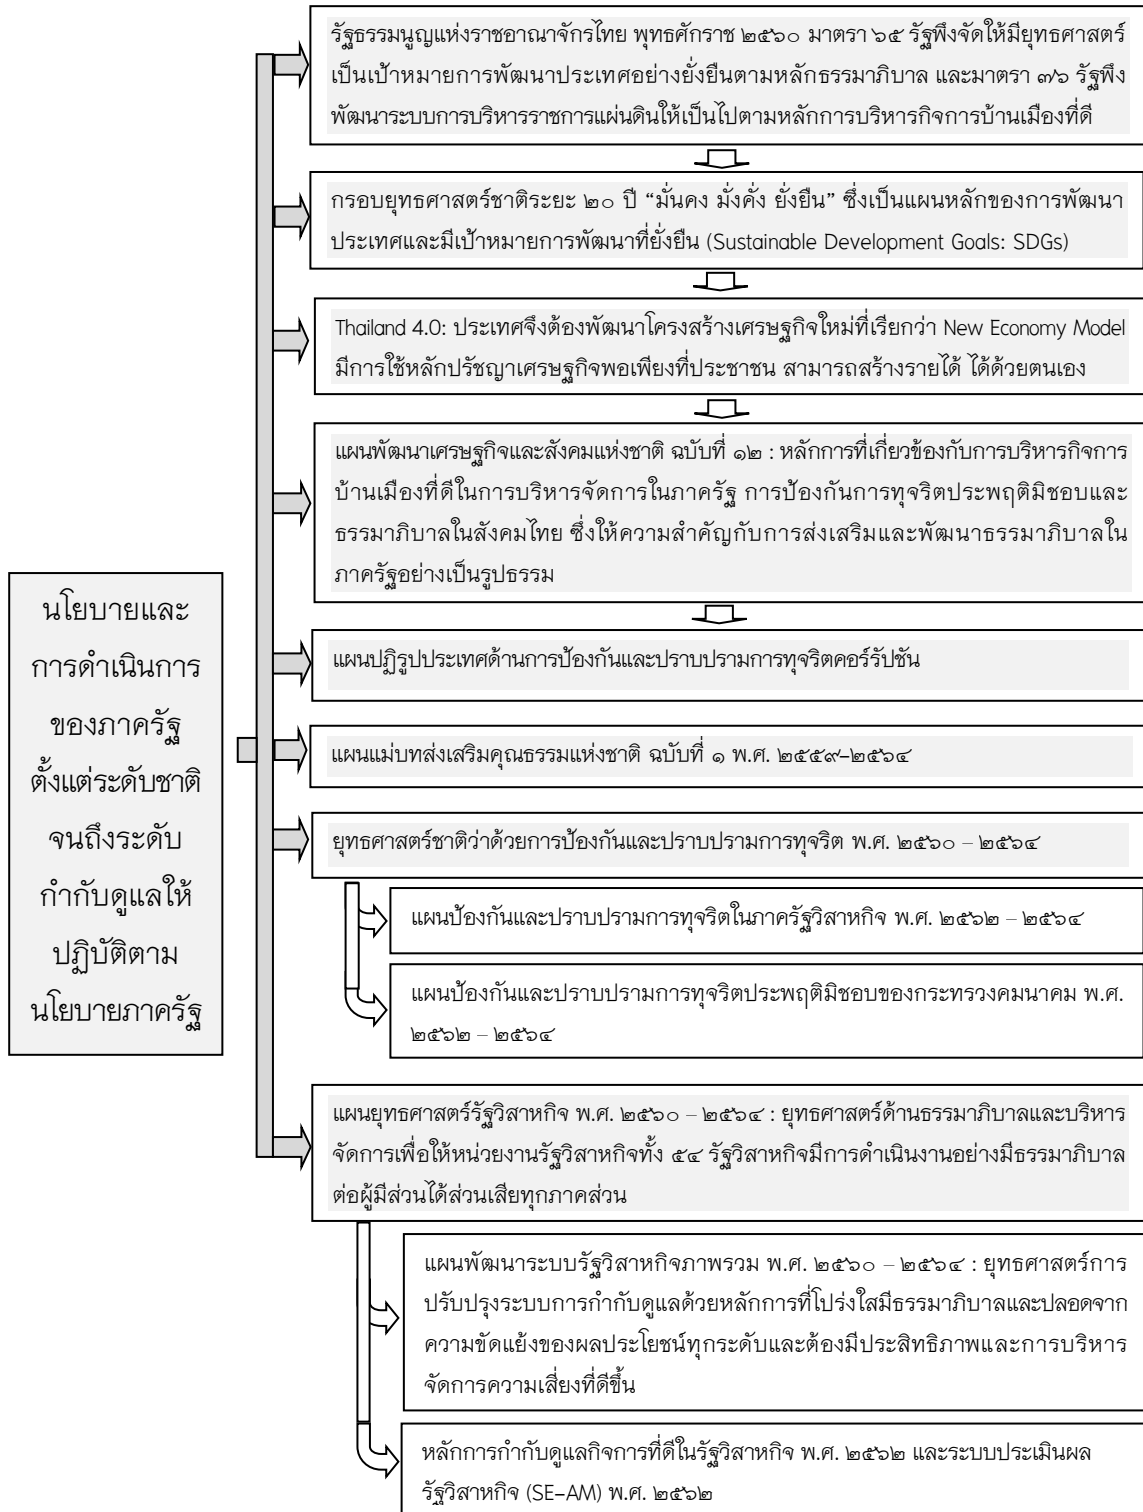 รัฐธรรมนูญแห่งราชอาณาจักรไทย พุทธศักราช ๒๕๖๐ มาตรา ๖๕ รัฐพึงจัดให้มียุทธศาสตร์
เป็นเป้าหมายการพัฒนาประเทศอย่างยั่งยืนตามหลักธรรมาภิบาล และมาตรา ๗๖ รัฐพึง
พัฒนาระบบการบริหารราชการแผ่นดินให้เป็นไปตามหลักการบริหารกิจการบ้านเมืองที่ดี
กรอบยุทธศาสตร์ชาติระยะ ๒๐ ปี “มั่นคง มั่งคั่ง ยั่งยืน” ซึ่งเป็นแผนหลักของการพัฒนา
ประเทศและมีเป้าหมายการพัฒนาที่ยั่งยืน (Sustainable Development Goals: SDGs)
Thailand 4.0: ประเทศจึงต้องพัฒนาโครงสร้างเศรษฐกิจใหม่ที่เรียกว่า New Economy Model
มีการใช้หลักปรัชญาเศรษฐกิจพอเพียงที่ประชาชน สามารถสร้างรายได้ ได้ด้วยตนเอง
แผนพัฒนาเศรษฐกิจและสังคมแห่งชาติ ฉบับที่ ๑๒ : หลักการที่เกี่ยวข้องกับการบริหารกิจการ
บ้านเมืองที่ดีในการบริหารจัดการในภาครัฐ การป้องกันการทุจริตประพฤติมิชอบและ
ธรรมาภิบาลในสังคมไทย ซึ่งให้ความสำคัญกับการส่งเสริมและพัฒนาธรรมาภิบาลใน
ภาครัฐอย่างเป็นรูปธรรม
นโยบายและ
การดำเนินการ
ของภาครัฐ
ตั้งแต่ระดับชาติ
จนถึงระดับ
กำกับดูแลให้
ปฏิบัติตาม
นโยบายภาครัฐ
แผนปฏิรูปประเทศด้านการป้องกันและปราบปรามการทุจริตคอร์รัปชัน
แผนแม่บทส่งเสริมคุณธรรมแห่งชาติ ฉบับที่ ๑ พ.ศ. ๒๕๕๙–๒๕๖๔
ยุทธศาสตร์ชาติว่าด้วยการป้องกันและปราบปรามการทุจริต พ.ศ. ๒๕๖๐ – ๒๕๖๔
แผนป้องกันและปราบปรามการทุจริตในภาครัฐวิสาหกิจ พ.ศ. ๒๕๖๒ – ๒๕๖๔
แผนป้องกันและปราบปรามการทุจริตประพฤติมิชอบของกระทรวงคมนาคม พ.ศ.
๒๕๖๒ – ๒๕๖๔
แผนยุทธศาสตร์รัฐวิสาหกิจ พ.ศ. ๒๕๖๐ – ๒๕๖๔ : ยุทธศาสตร์ด้านธรรมาภิบาลและบริหาร
จัดการเพื่อให้หน่วยงานรัฐวิสาหกิจทั้ง ๕๔ รัฐวิสาหกิจมีการดำเนินงานอย่างมีธรรมาภิบาล
ต่อผู้มีส่วนได้ส่วนเสียทุกภาคส่วน
แผนพัฒนาระบบรัฐวิสาหกิจภาพรวม พ.ศ. ๒๕๖๐ – ๒๕๖๔ : ยุทธศาสตร์การ
ปรับปรุงระบบการกำกับดูแลด้วยหลักการที่โปร่งใสมีธรรมาภิบาลและปลอดจาก
ความขัดแย้งของผลประโยชน์ทุกระดับและต้องมีประสิทธิภาพและการบริหาร
จัดการความเสี่ยงที่ดีขึ้น
หลักการกำกับดูแลกิจการที่ดีในรัฐวิสาหกิจ พ.ศ. ๒๕๖๒ และระบบประเมินผล
รัฐวิสาหกิจ (SE–AM) พ.ศ. ๒๕๖๒